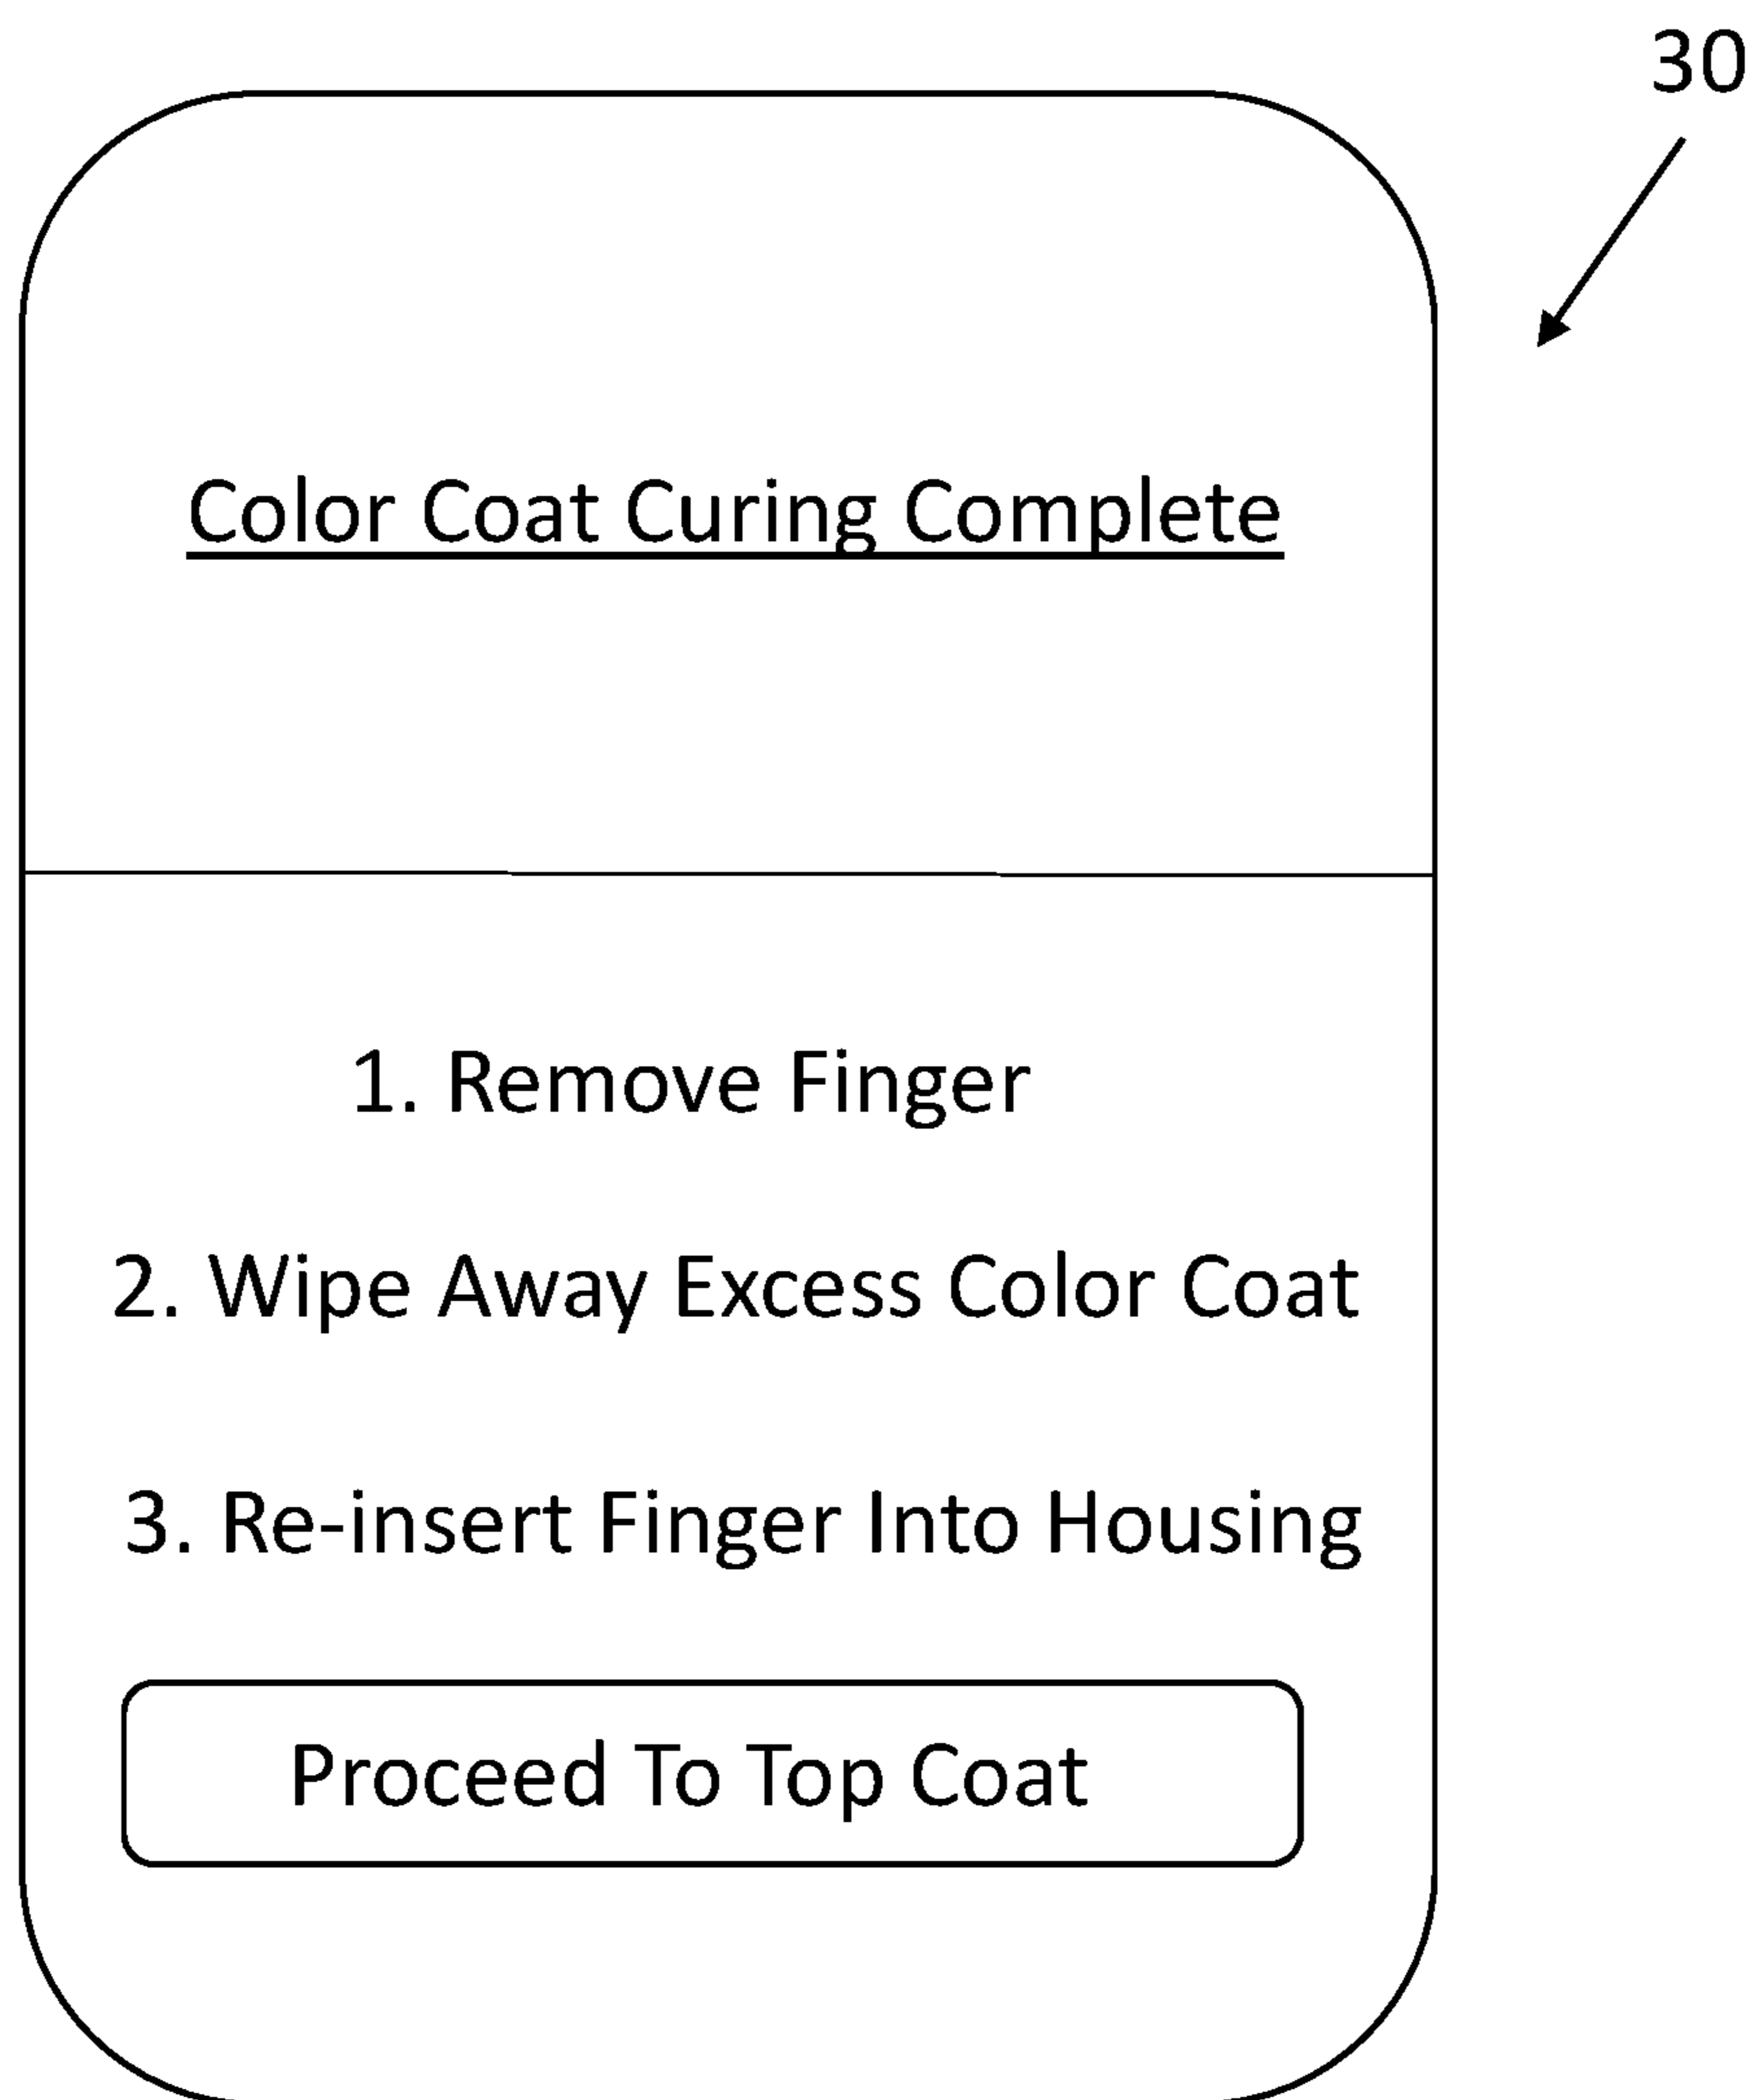 30
Color Coat Curing Complete
1. Remove Finger
2. Wipe Away Excess Color Coat
3. Re-insert Finger Into Housing
Proceed To Top Coat